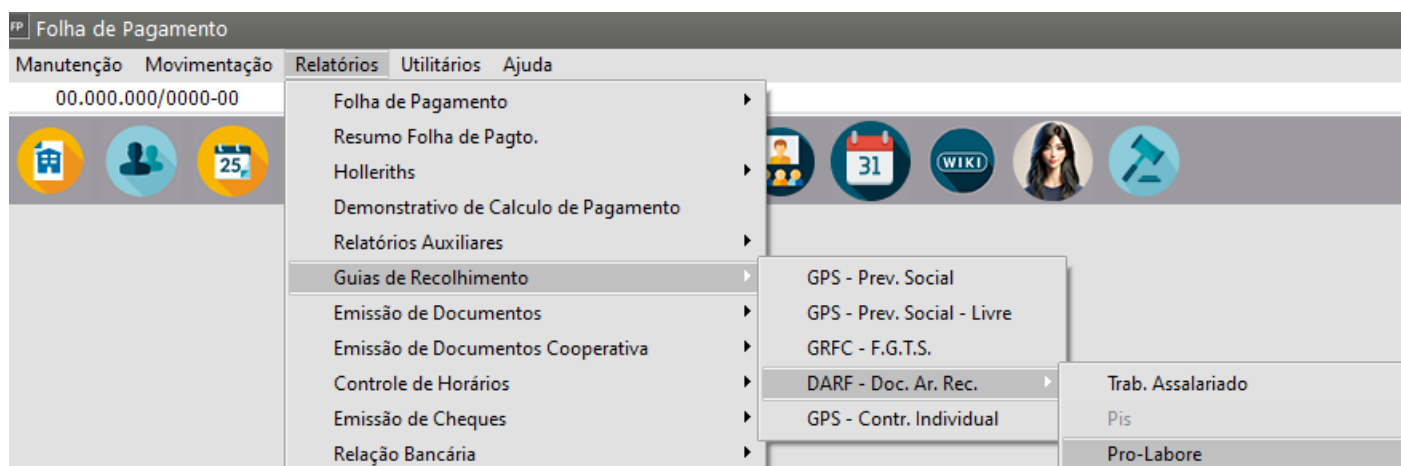 FP Folha de Pagamento
Manutenção Movimentação Relatórios Utilitários Ajuda
00.000.000/0000-00
25
31
WIKI
Folha de Pagamento
Resumo Folha de Pagto.
Holleriths
Demonstrativo de Calculo de Pagamento
Relatórios Auxiliares
Guias de Recolhimento
Emissão de Documentos
Emissão de Documentos Cooperativa
Controle de Horários
Emissão de Cheques
Relação Bancária
GPS - Prev. Social
GPS - Prev. Social - Livre
GRFC - F.G.T.S.
DARF - Doc. Ar. Rec.
GPS - Contr. Individual
Trab. Assalariado
Pis
Pro-Labore